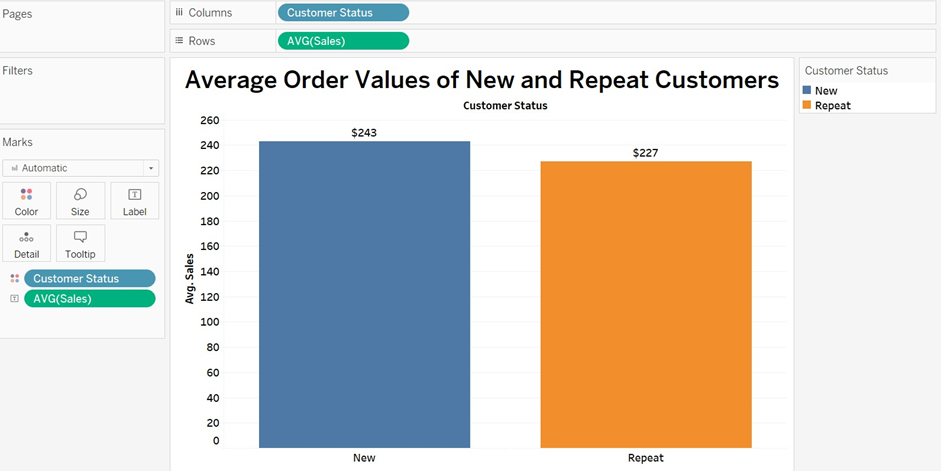 Pages
Columns
Customer Status
Rows
AVG(Sales)
Filters
Marks
Automatic
Color
Size
T
Label
Detail
Tooltip
Customer Status
T
AVG(Sales)
Average Order Values of New and Repeat Customers
Customer Status
Avg. Sales
260
240
220
200
180
160
140
120
100
80
60
40
20
0
$243
$227
New
Repeat
Customer Status
New
Repeat